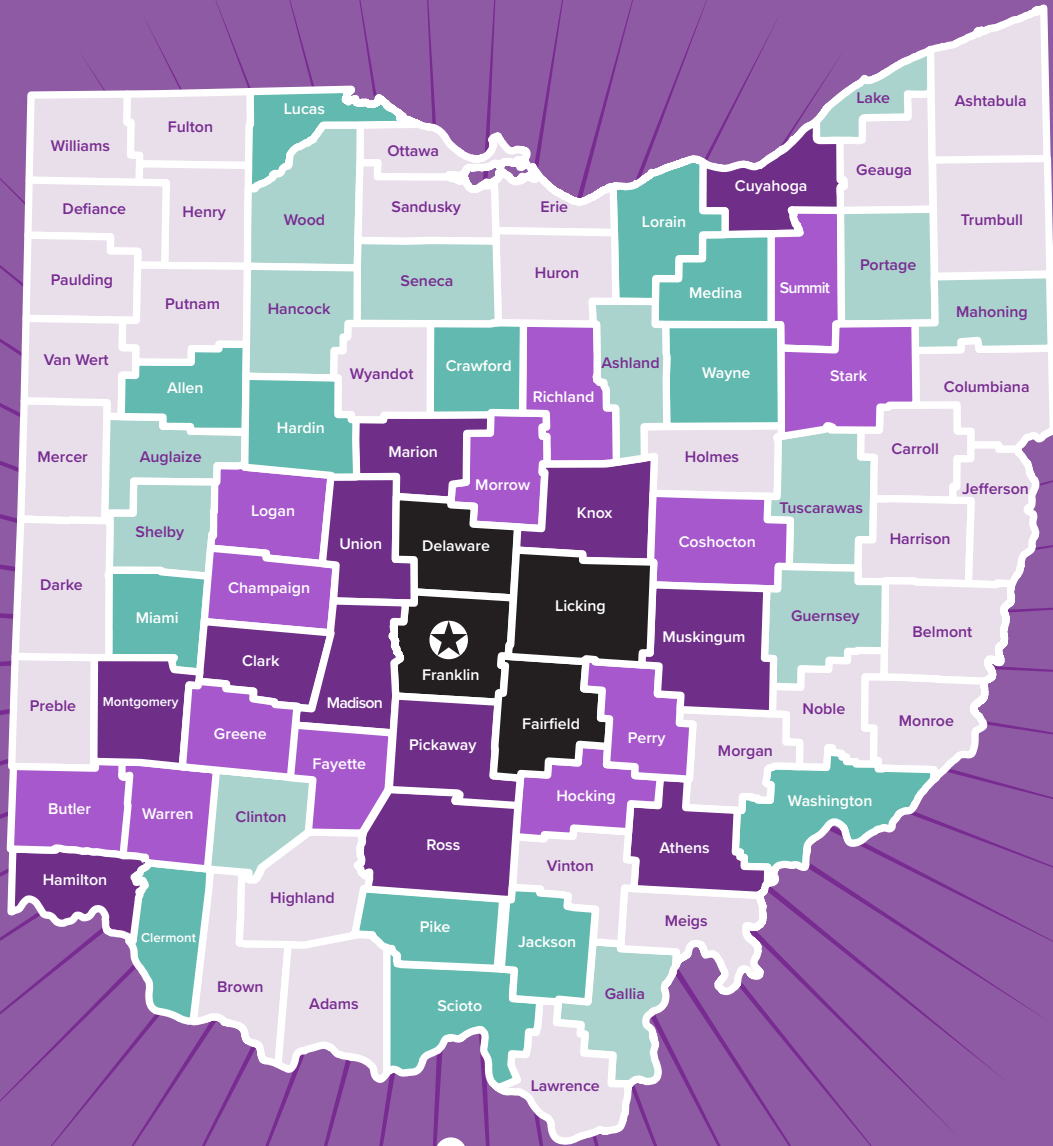 Lucas
Lake
Ashtabula
Fulton
Williams
Ottawa
Geauga
Cuyahoga
Defiance
Henry
Wood
Sandusky
Erie
Lorain
Trumbull
Portage
Paulding
Huron
Seneca
Summit
Medina
Putnam
Hancock
Mahoning
Van Wert
Wyandot
Crawford
Ashland
Wayne
Stark
Allen
Richland
Columbiana
Hardin
Marion
Carroll
Mercer
Auglaize
Holmes
Morrow
Jefferson
Logan
Knox
Tuscarawas
Shelby
Union
Delaware
Coshocton
Harrison
Darke
Champaign
Licking
Miami
Guernsey
Belmont
Muskingum
Clark
Franklin
Preble
Montgomery
Madison
Noble
Monroe
Greene
Pickaway
Fairfield
Perry
Morgan
Fayette
Hocking
Washington
Butler
Warren
Clinton
Ross
Athens
Vinton
Hamilton
Highland
Meigs
Pike
Clermont
Jackson
Brown
Adams
Scioto
Gallia
Lawrence